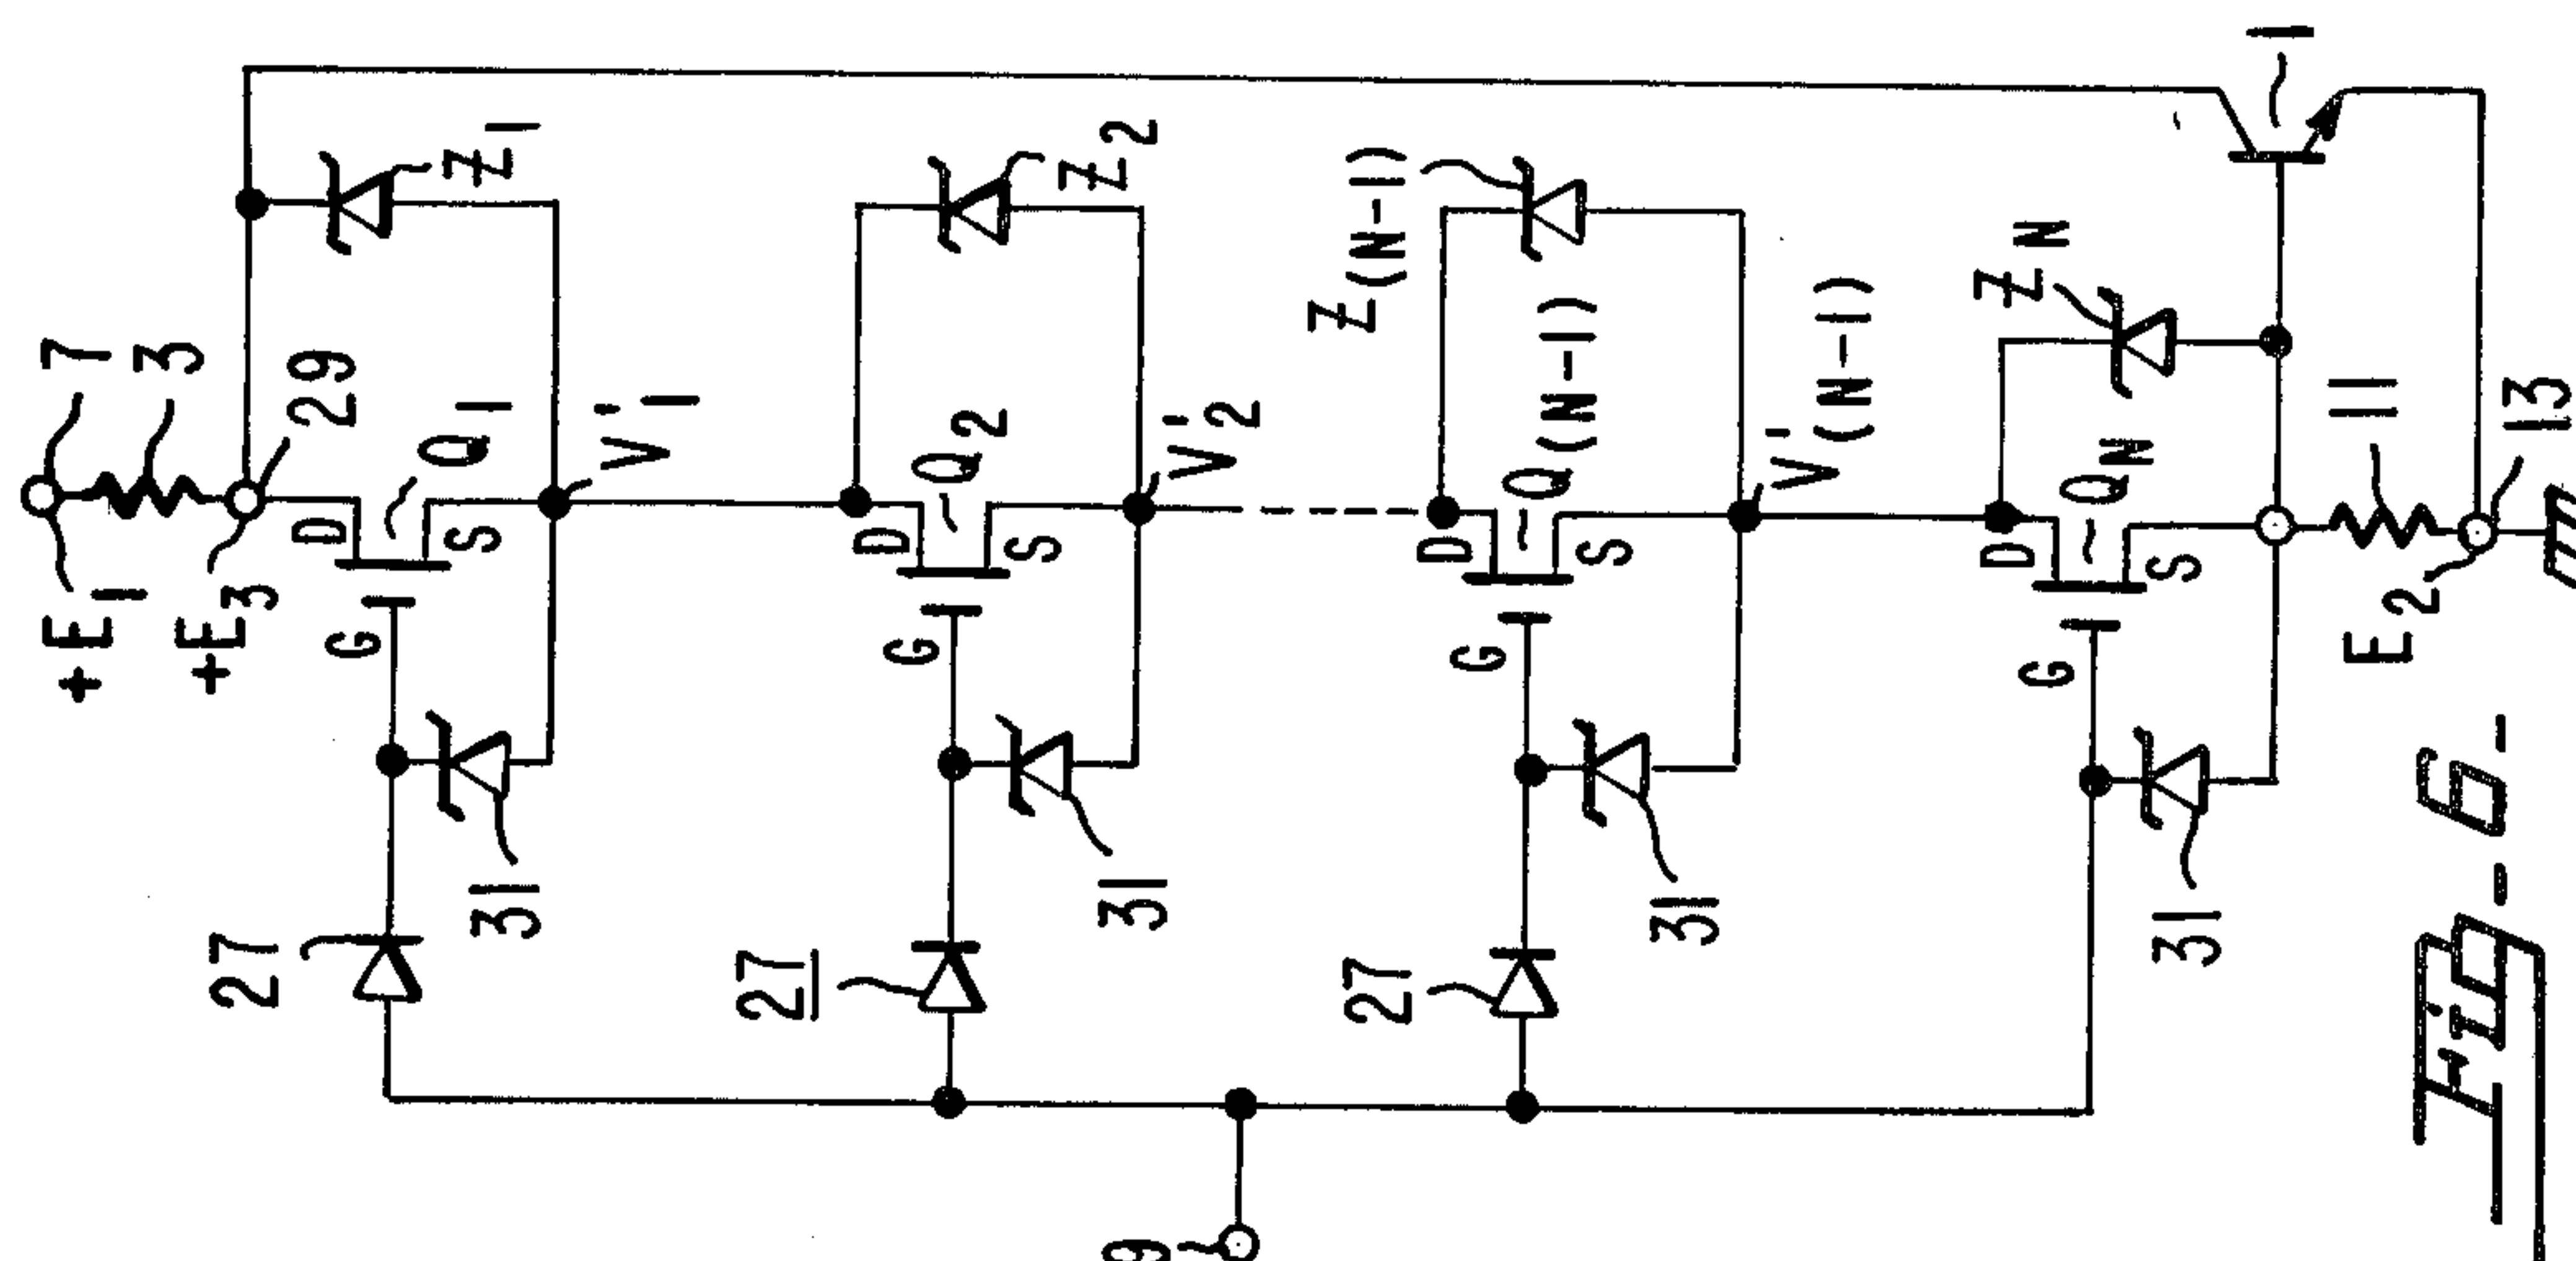 7
3
+E1
+E3
29
D
Q1
S
G
V'1
Z1
27
31
D
Q2
S
G
V'2
Z2
27
31
Z(N-1)
D
Q(N-1)
S
G
V'(N-1)
27
31
ZN
D
QN
S
G
31
1
11
E2
13
9
Fig-6-